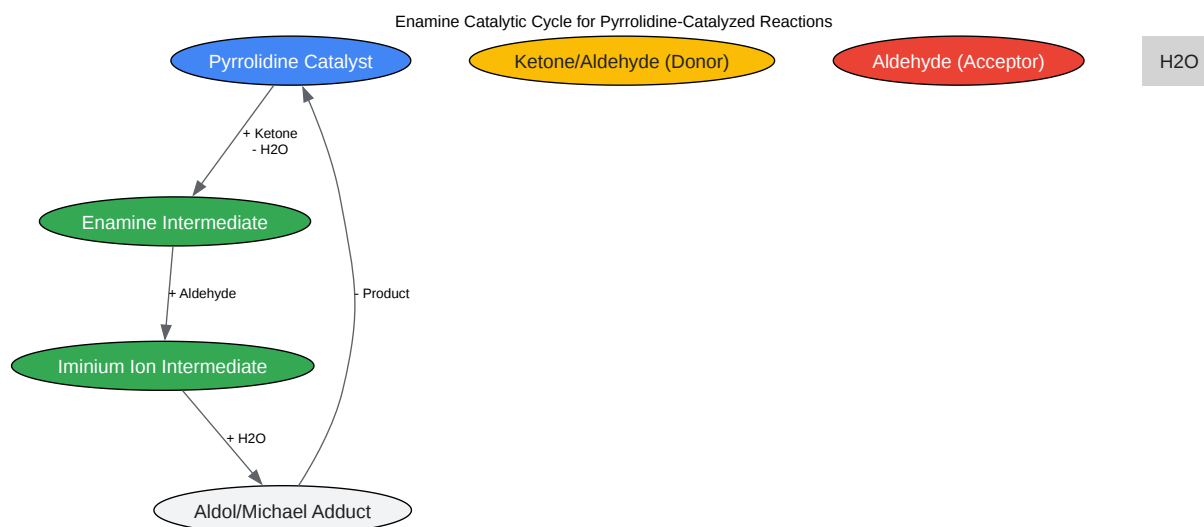 Enamine Catalytic Cycle for Pyrrolidine-Catalyzed Reactions
Pyrrolidine Catalyst
Ketone/Aldehyde (Donor)
Aldehyde (Acceptor)
H2O
+ Ketone
- H2O
Enamine Intermediate
+ Aldehyde
- Product
Iminium Ion Intermediate
+ H2O
Aldol/Michael Adduct